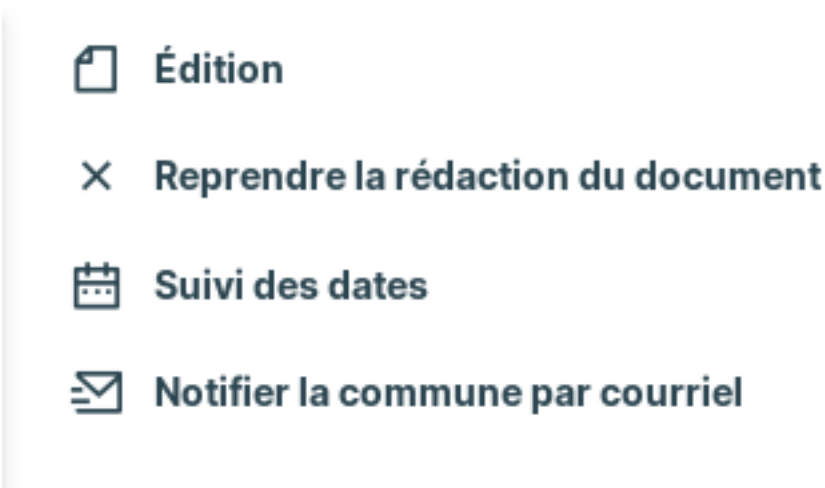 Édition
Reprendre la rédaction du document
Suivi des dates
Notifier la commune par courriel